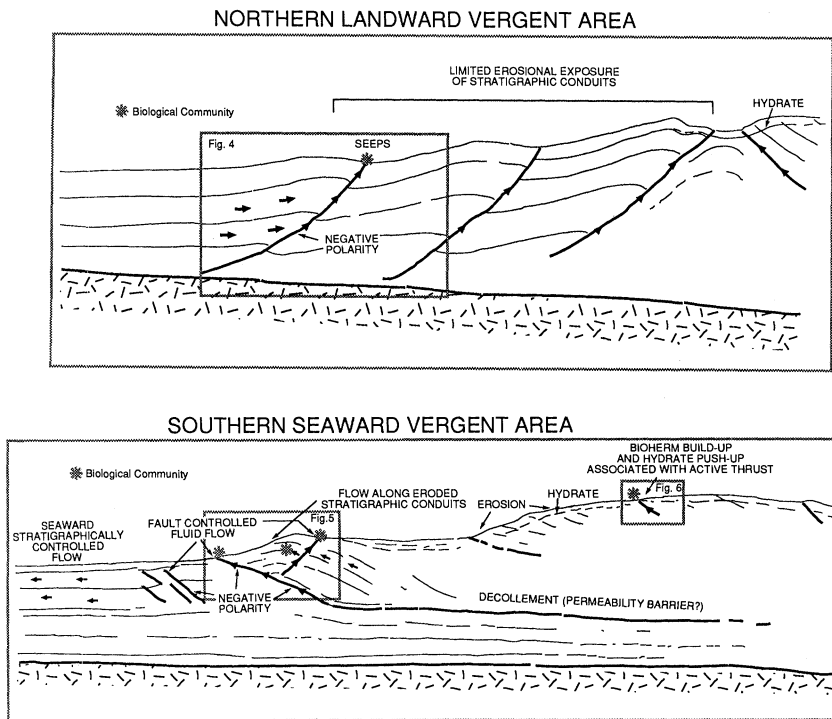 NORTHERN LANDWARD VERGENT AREA
LIMITED EROSIONAL EXPOSURE
OF STRATIGRAPHIC CONDUITS
HYDRATE
Biological Community
Fig. 4
SEEPS
NEGATIVE
POLARITY
SOUTHERN SEAWARD VERGENT AREA
BIOHERM BUILD-UP
AND HYDRATE PUSH-UP
ASSOCIATED WITH ACTIVE THRUST
Biological Community
FLOW ALONG ERODED
STRATIGRAPHIC CONDUITS
EROSION
HYDRATE
Fig. 6
SEAWARD
STRATIGRAPHICALLY
CONTROLLED
FLOW
FAULT CONTROLLED
FLUID FLOW
Fig.5
NEGATIVE
POLARITY
DECOLLEMENT (PERMEABILITY BARRIER?)